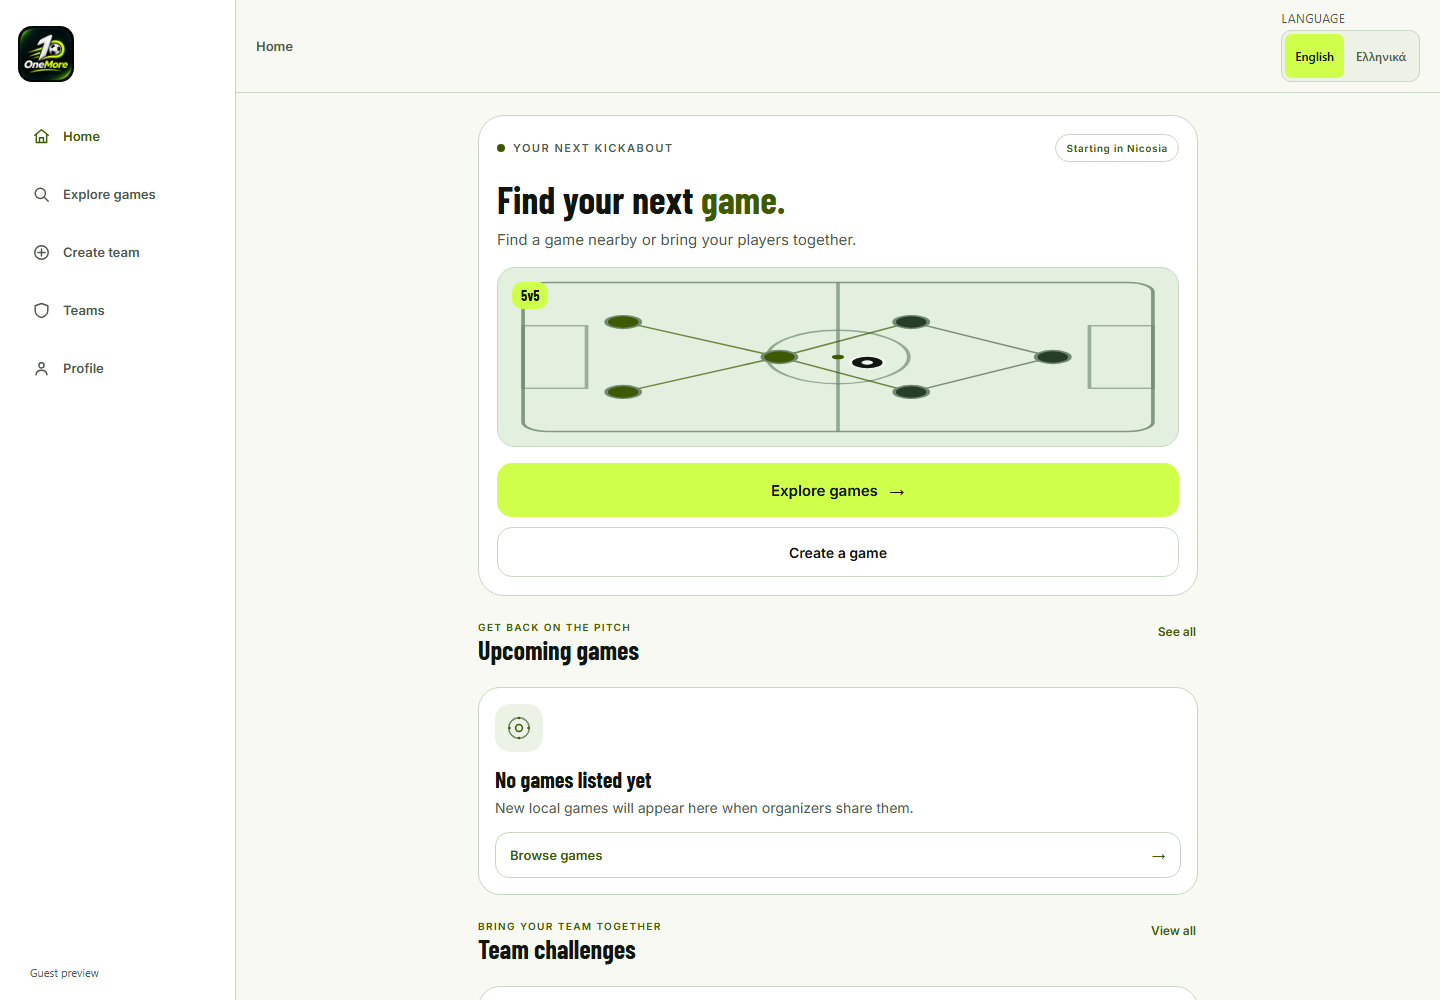 OneMore
Home
Explore games
Create team
Teams
Profile
Guest preview
Home
LANGUAGE
English
Ελληνικά
YOUR NEXT KICKABOUT
Starting in Nicosia
Find your next game.
Find a game nearby or bring your players together.
5v5
Explore games →
Create a game
GET BACK ON THE PITCH
Upcoming games
See all
No games listed yet
New local games will appear here when organizers share them.
Browse games →
BRING YOUR TEAM TOGETHER
Team challenges
View all